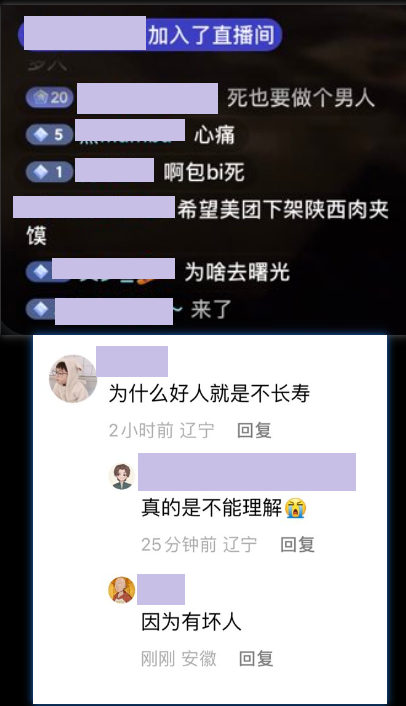 加入了直播间
20 死也要做个男人
5 心痛
1 啊包bi死
希望美团下架陕西肉夹
馍
为啥去曙光
~ 来了
为什么好人就是不长寿
2小时前 辽宁 回复
真的是不能理解😭
25分钟前 辽宁 回复
因为有坏人
刚刚 安徽 回复